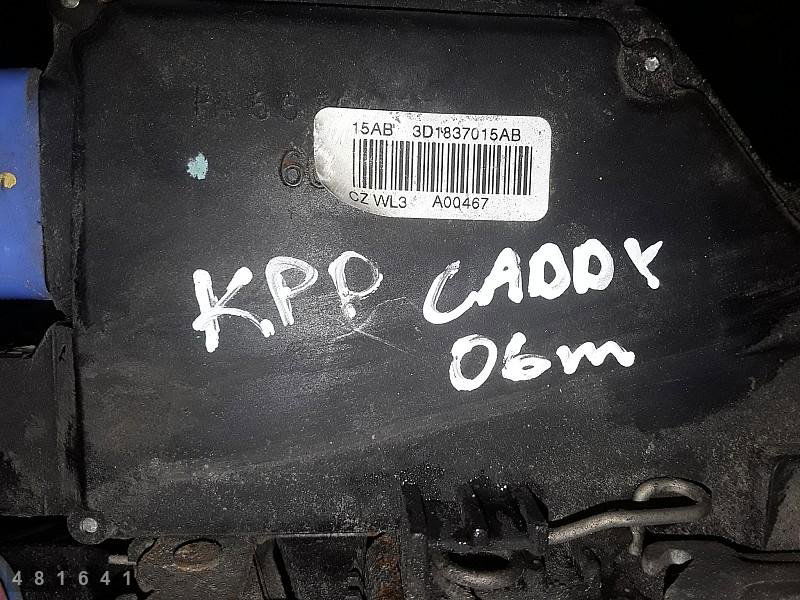 15AB 3D1837015AB
CZ WL3 A00467
KPP CADDY
06m
481641